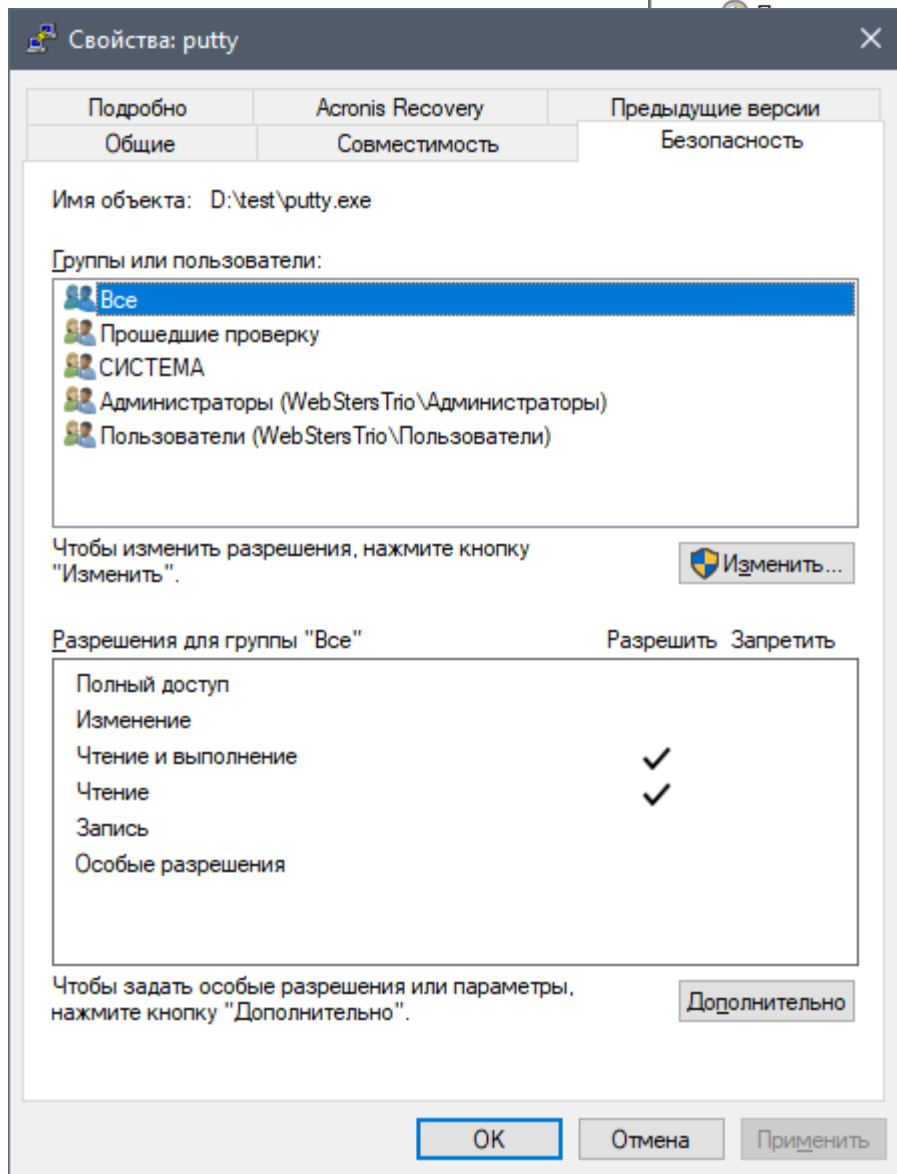 Свойства: putty
Подробно Acronis Recovery Предыдущие версии
Общие Совместимость Безопасность
Имя объекта: D:\test\putty.exe
Группы или пользователи:
Все
Прошедшие проверку
СИСТЕМА
Администраторы (WebStersTrio\Администраторы)
Пользователи (WebStersTrio\Пользователи)
Чтобы изменить разрешения, нажмите кнопку
"Изменить".
Изменить...
Разрешения для группы "Все" Разрешить Запретить
Полный доступ
Изменение
Чтение и выполнение
Чтение
Запись
Особые разрешения
Чтобы задать особые разрешения или параметры,
нажмите кнопку "Дополнительно".
Дополнительно
OK Отмена Применить